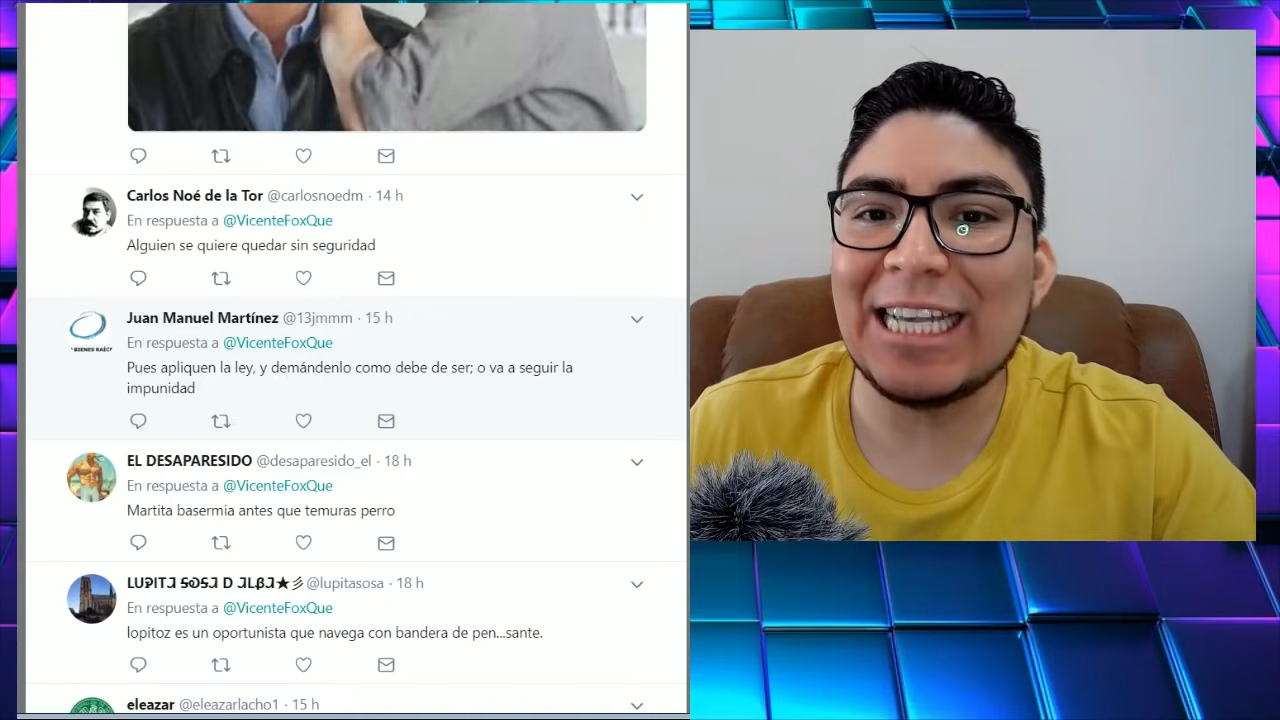 Carlos Noé de la Tor @carlosnoedm · 14 h
En respuesta a @VicenteFoxQue
Alguien se quiere quedar sin seguridad
Juan Manuel Martínez @13jmmm · 15 h
En respuesta a @VicenteFoxQue
Pues apliquen la ley, y demándenlo como debe de ser; o va a seguir la
impunidad
EL DESAPARESIDO @desaparesido_el · 18 h
En respuesta a @VicenteFoxQue
Martita basermia antes que temuras perro
@lupitasosa · 18 h
En respuesta a @VicenteFoxQue
lopitoz es un oportunista que navega con bandera de pen...sante.
eleazar @eleazarlacho1 · 15 h